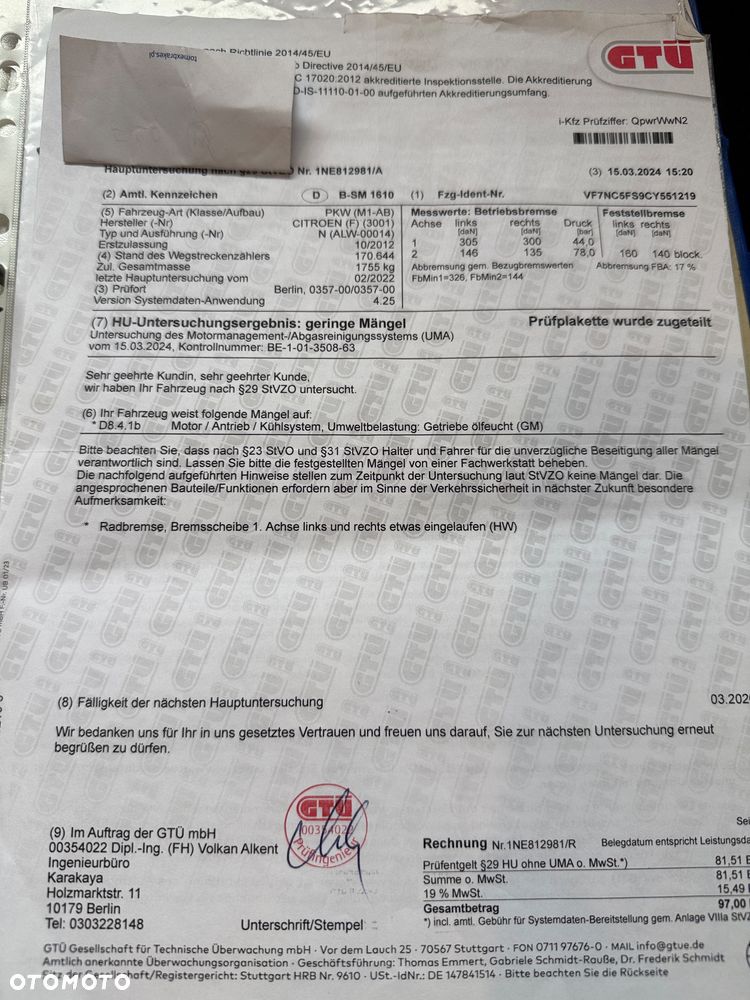 tomexbrakes.pl
nach Richtlinie 2014/45/EU
Directive 2014/45/EU
17020:2012 akkreditierte Inspektionsstelle. Die Akkreditierung
D-IS-11110-01-00 aufgeführten Akkreditierungsumfang.
GTÜ
i-Kfz Prüfziffer: QpwrWwN2
Hauptuntersuchung nach §29 StVZO Nr. 1NE812981/A (3) 15.03.2024 15:20
(2) Amtl. Kennzeichen D B-SM 1610 (1) Fzg-Ident-Nr. VF7NC5FS9CY551219
(5) Fahrzeug-Art (Klasse/Aufbau) PKW (M1-AB)
Hersteller (-Nr) CITROEN (F) (3001)
Typ und Ausführung (-Nr) N (ALW-00014)
Erstzulassung 10/2012
(4) Stand des Wegstreckenzählers 170.644
Zul. Gesamtmasse 1755 kg
letzte Hauptuntersuchung vom 02/2022
(3) Prüfort Berlin, 0357-00/0357-00
Version Systemdaten-Anwendung 4.25
Messwerte: Betriebsbremse Feststellbremse
Achse links rechts Druck links rechts
[daN] [daN] [bar] [daN] [daN]
1 305 300 44,0
2 146 135 78,0 160 140 block.
Abbremsung gem. Bezugbremswerten Abbremsung FBA: 17 %
FbMin1=326, FbMin2=144
(7) HU-Untersuchungsergebnis: geringe Mängel Prüfplakette wurde zugeteilt
Untersuchung des Motormanagement-/Abgasreinigungssystems (UMA)
vom 15.03.2024, Kontrollnummer: BE-1-01-3508-63
Sehr geehrte Kundin, sehr geehrter Kunde,
wir haben Ihr Fahrzeug nach §29 StVZO untersucht.
(6) Ihr Fahrzeug weist folgende Mängel auf:
* D8.4.1b Motor / Antrieb / Kühlsystem, Umweltbelastung: Getriebe ölfeucht (GM)
Bitte beachten Sie, dass nach §23 StVO und §31 StVZO Halter und Fahrer für die unverzügliche Beseitigung aller Mängel
verantwortlich sind. Lassen Sie bitte die festgestellten Mängel von einer Fachwerkstatt beheben.
Die nachfolgend aufgeführten Hinweise stellen zum Zeitpunkt der Untersuchung laut StVZO keine Mängel dar. Die
angesprochenen Bauteile/Funktionen erfordern aber im Sinne der Verkehrssicherheit in nächster Zukunft besondere
Aufmerksamkeit:
* Radbremse, Bremsscheibe 1. Achse links und rechts etwas eingelaufen (HW)
(8) Fälligkeit der nächsten Hauptuntersuchung 03.202
Wir bedanken uns für Ihr in uns gesetztes Vertrauen und freuen uns darauf, Sie zur nächsten Untersuchung erneut
begrüßen zu dürfen.
GTÜ
00354022
Prüfingenieur
(9) Im Auftrag der GTÜ mbH
00354022 Dipl.-Ing. (FH) Volkan Alkent
Ingenieurbüro
Karakaya
Holzmarktstr. 11
10179 Berlin
Tel: 0303228148 Unterschrift/Stempel
Sei
Rechnung Nr.1NE812981/R Belegdatum entspricht Leistungsda
Prüfentgelt §29 HU ohne UMA o. MwSt.*) 81,51
Summe o. MwSt. 81,51
19 % MwSt. 15,49
Gesamtbetrag 97,00
*) incl. amtl. Gebühr für Systemdaten-Bereitstellung gem. Anlage VIIIa StVZ
GTÜ Gesellschaft für Technische Überwachung mbH · Vor dem Lauch 25 · 70567 Stuttgart · FON 0711 97676-0 · MAIL info@gtue.de
Amtlich anerkannte Überwachungsorganisation · Geschäftsführung: Thomas Emmert, Gabriele Schmidt-Rauße, Dr. Frederik Schmidt
Sitz der Gesellschaft/Registergericht: Stuttgart HRB Nr. 9610 · USt.-IdNr.: DE 147841514 · Bitte beachten Sie die Rückseite
OTOMOTO